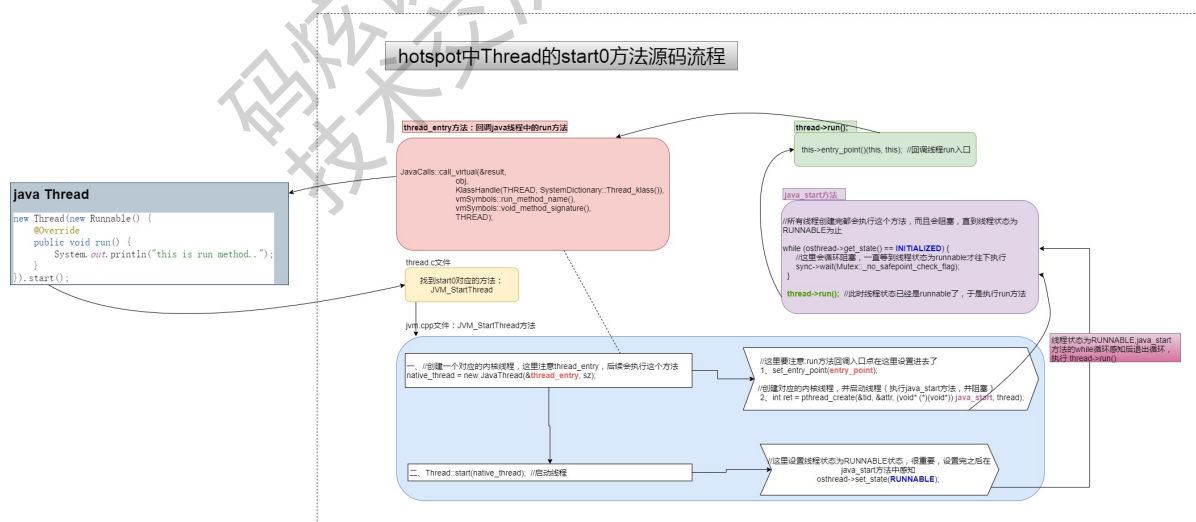 hotspot中Thread的start0方法源码流程
thread_entry方法：回调java线程中的run方法
JavaCalls::call_virtual(&result,
obj,
KlassHandle(THREAD, SystemDictionary::Thread_klass()),
vmSymbols::run_method_name(),
vmSymbols::void_method_signature(),
THREAD);
thread->run();
this->entry_point()(this, this); //回调线程run入口
java_start方法
//所有线程创建完都会执行这个方法，而且会阻塞，直到线程状态为
RUNNABLE为止
while (osthread->get_state() == INITIALIZED) {
//这里会循环阻塞，一直等到线程状态为runnable才往下执行
sync->wait(Mutex::_no_safepoint_check_flag);
}
thread->run(); //此时线程状态已经是runnable了，于是执行run方法
java Thread
new Thread(new Runnable() {
@Override
public void run() {
System.out.println("this is run method..");
}
}).start();
thread.c文件
找到start0对应的方法：
JVM_StartThread
jvm.cpp文件：JVM_StartThread方法
一、//创建一个对应的内核线程，这里注意thread_entry，后续会执行这个方法
native_thread = new JavaThread(&thread_entry, sz);
//这里要注意:run方法回调入口点在这里设置进去了
1、set_entry_point(entry_point);
//创建对应的内核线程，并启动线程（执行java_start方法，并阻塞）
2、int ret = pthread_create(&tid, &attr, (void* (*)(void*)) java_start, thread);
线程状态为RUNNABLE,java_start
方法的while循环感知后退出循环，
执行 thread->run()
二、Thread::start(native_thread); //启动线程
//这里设置线程状态为RUNNABLE状态，很重要，设置完之后在
java_start方法中感知
osthread->set_state(RUNNABLE);
码炫
技术交流